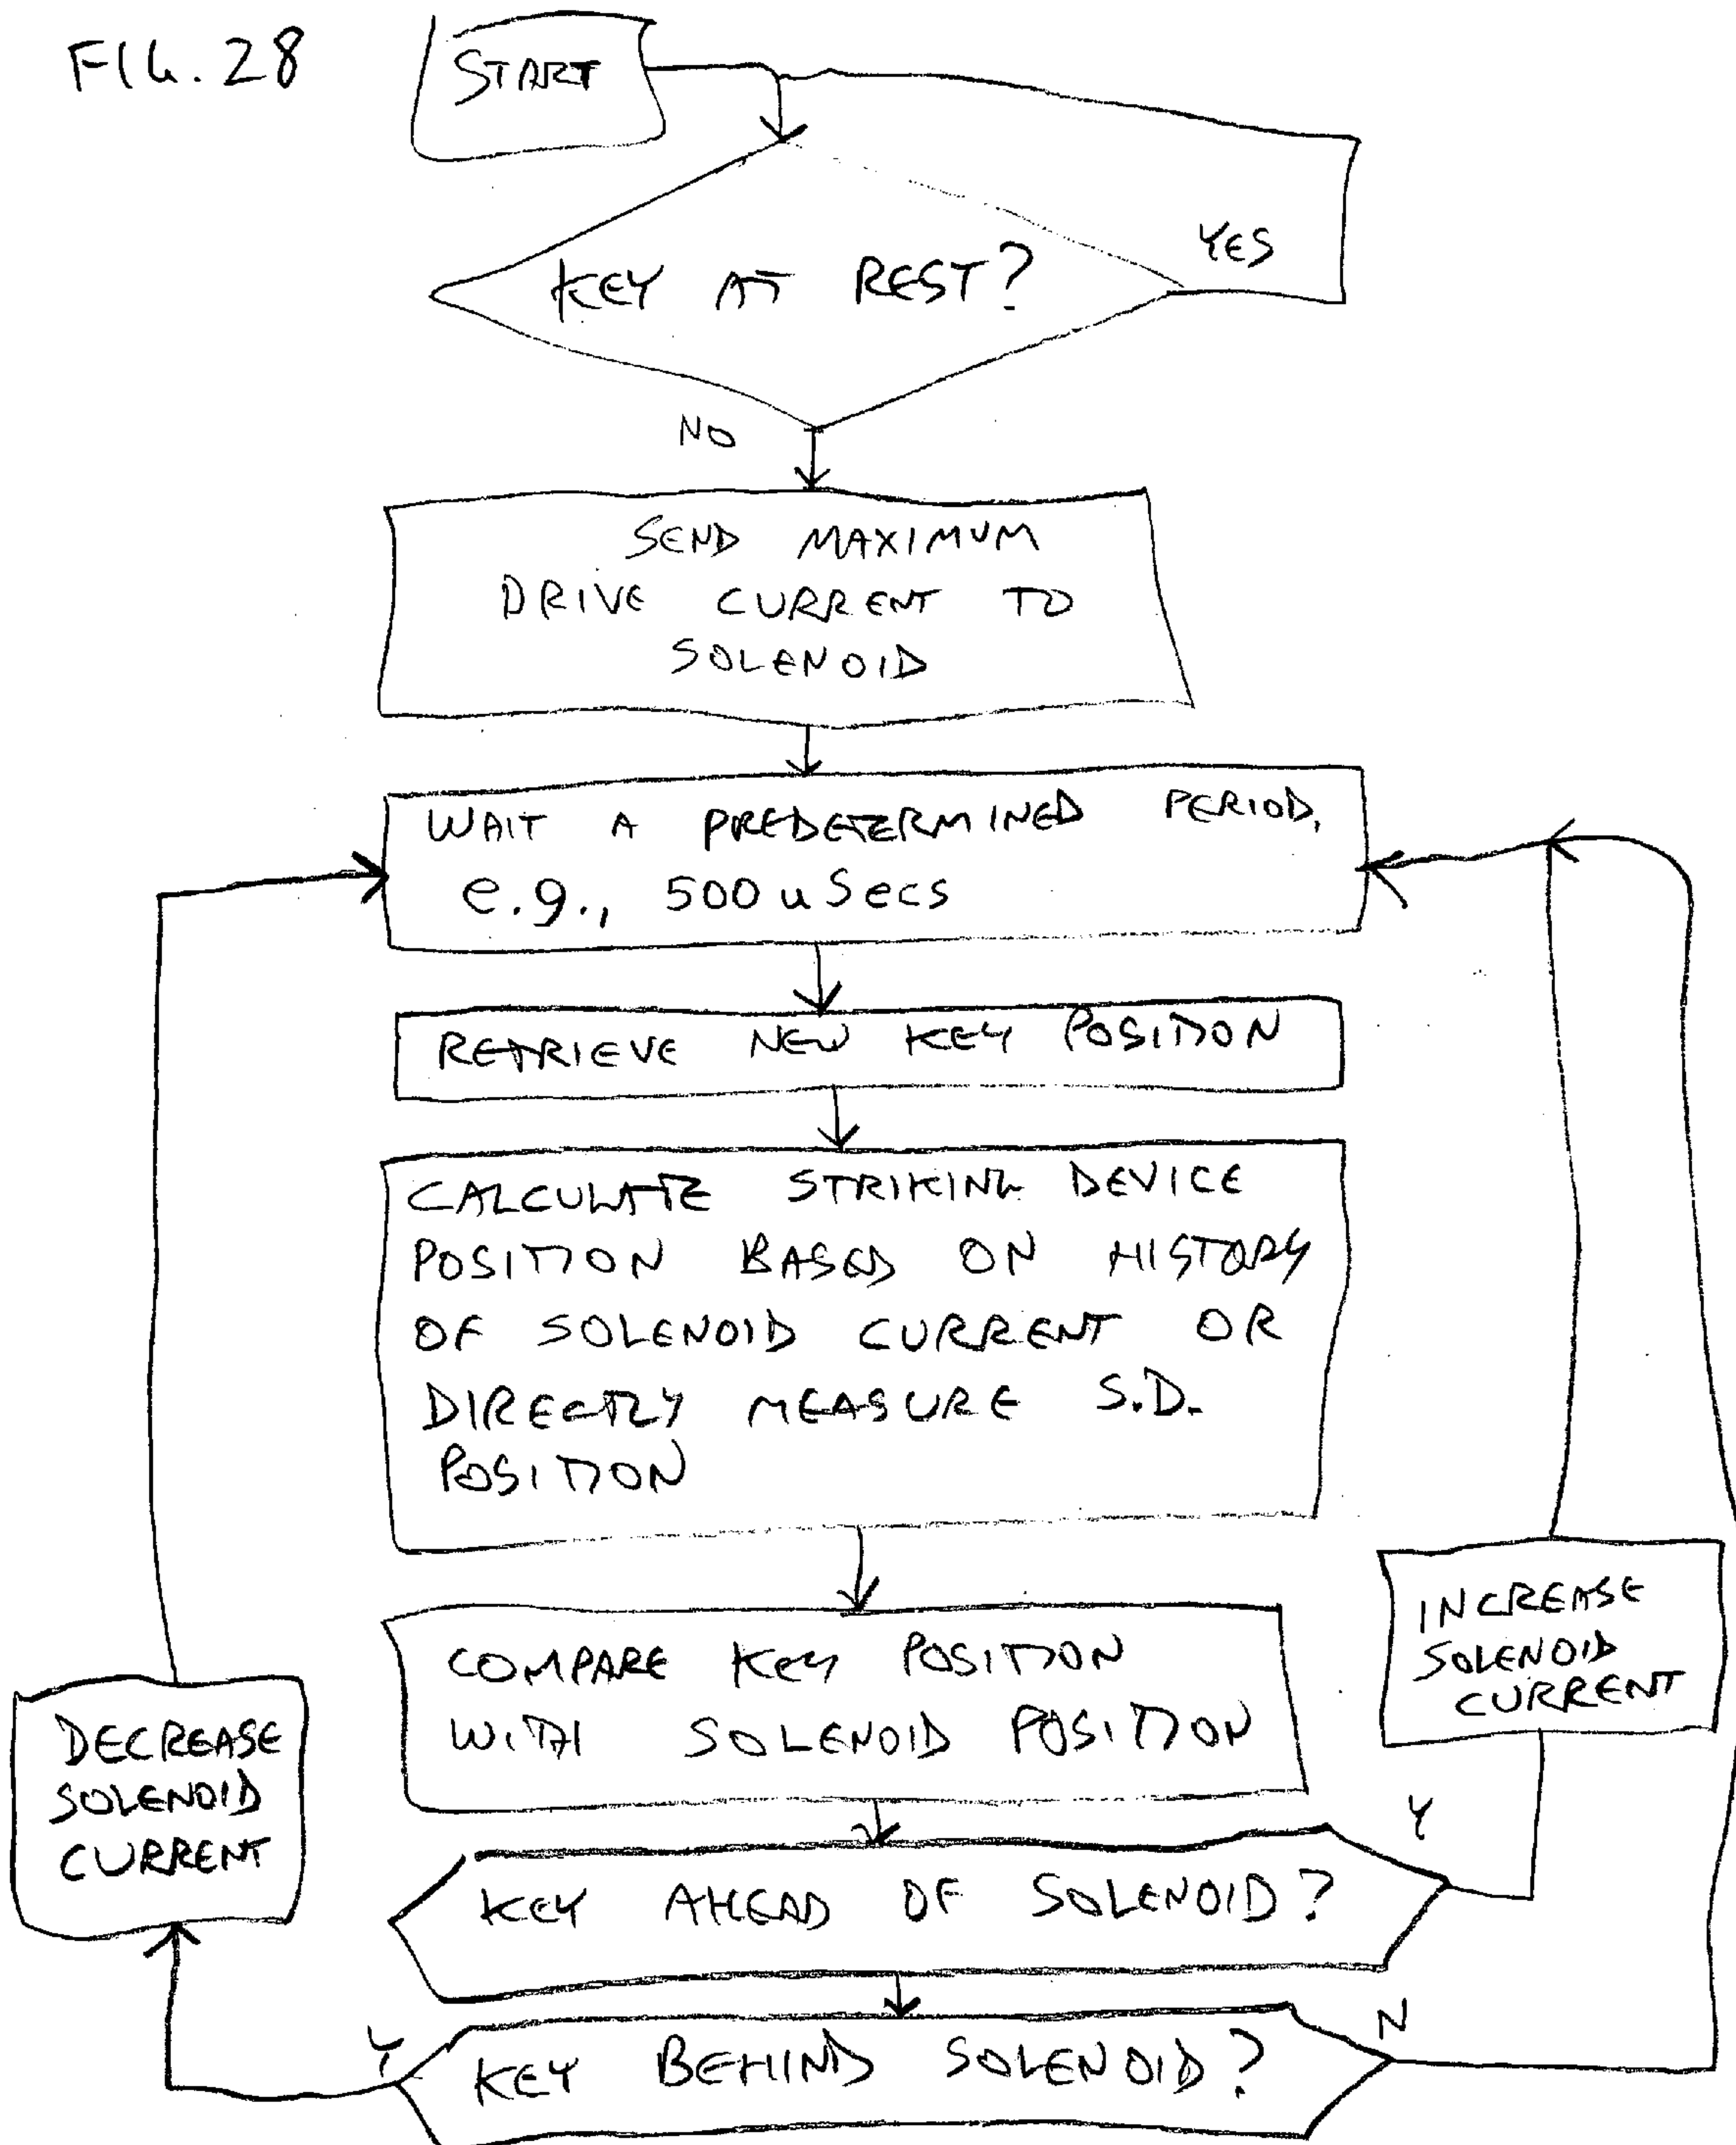 FIG. 28
START
KEY AT REST?
YES
NO
SEND MAXIMUM
DRIVE CURRENT TO
SOLENOID
WAIT A PREDETERMINED PERIOD,
e.g., 500 uSecs
RETRIEVE NEW KEY POSITION
CALCULATE STRIKING DEVICE
POSITION BASED ON HISTORY
OF SOLENOID CURRENT OR
DIRECTLY MEASURE S.D.
POSITION
COMPARE KEY POSITION
WITH SOLENOID POSITION
INCREASE
SOLENOID
CURRENT
DECREASE
SOLENOID
CURRENT
Y
KEY AHEAD OF SOLENOID?
Y
N
KEY BEHIND SOLENOID?